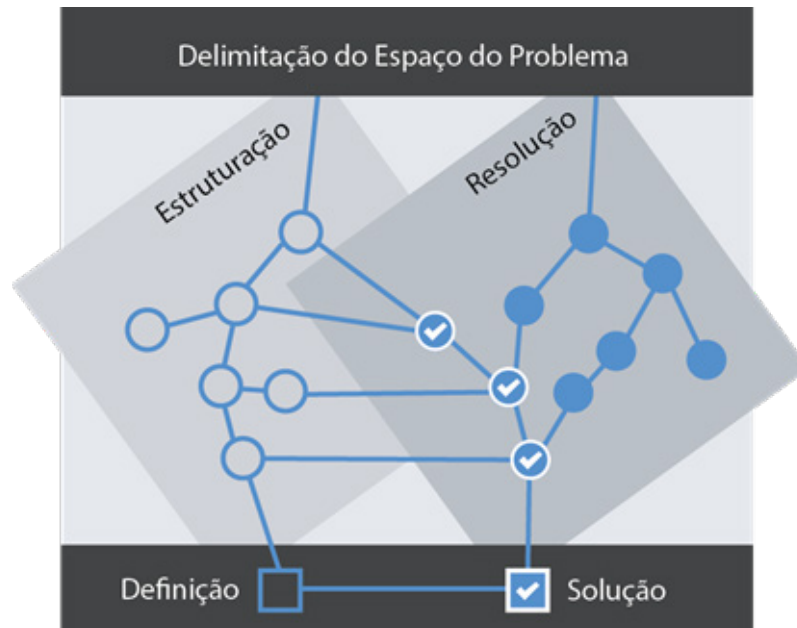 Delimitação do Espaço do Problema
Estruturação
Resolução
Definição
Solução